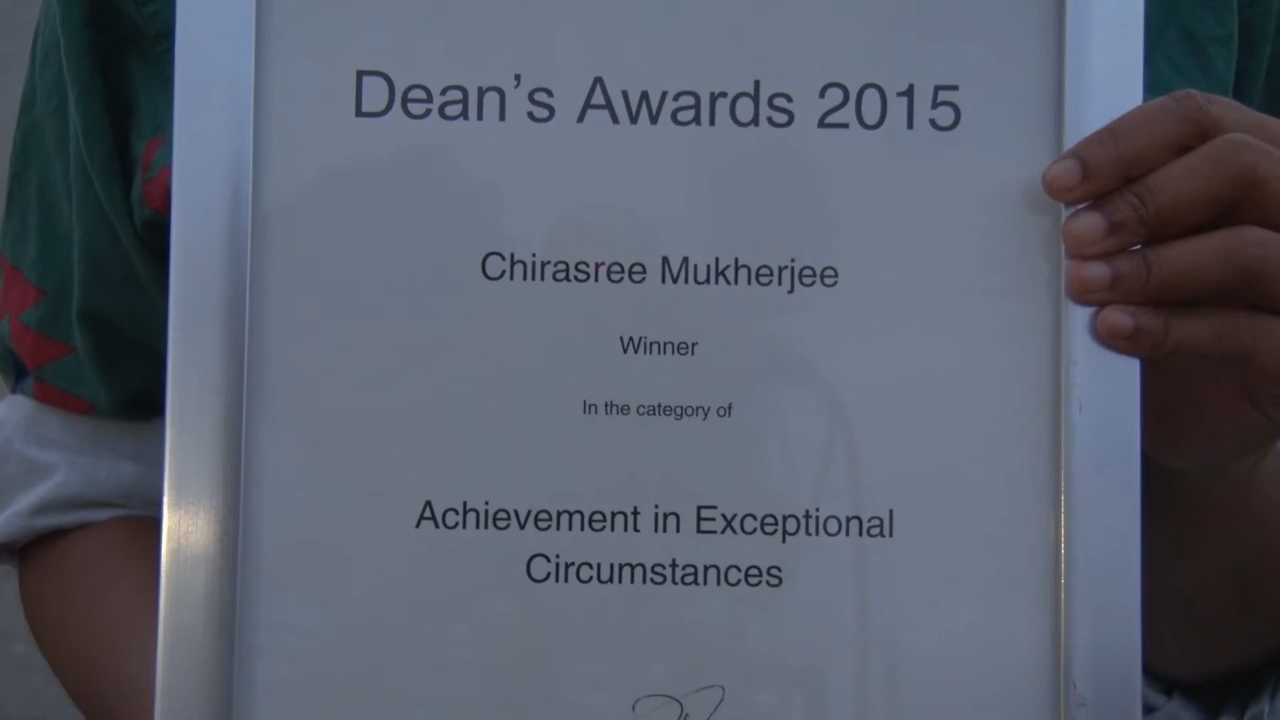 Dean's Awards 2015
Chirasree Mukherjee
Winner
In the category of
Achievement in Exceptional
Circumstances